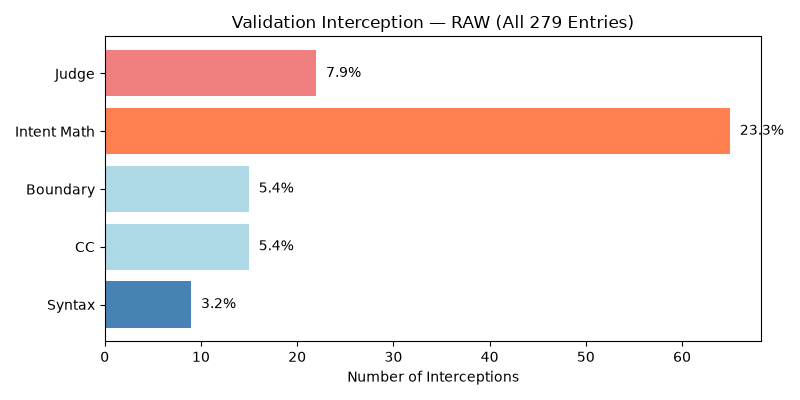 Validation Interception — RAW (All 279 Entries)
Judge
7.9%
Intent Math
23.3%
Boundary
5.4%
CC
5.4%
Syntax
3.2%
0 10 20 30 40 50 60
Number of Interceptions